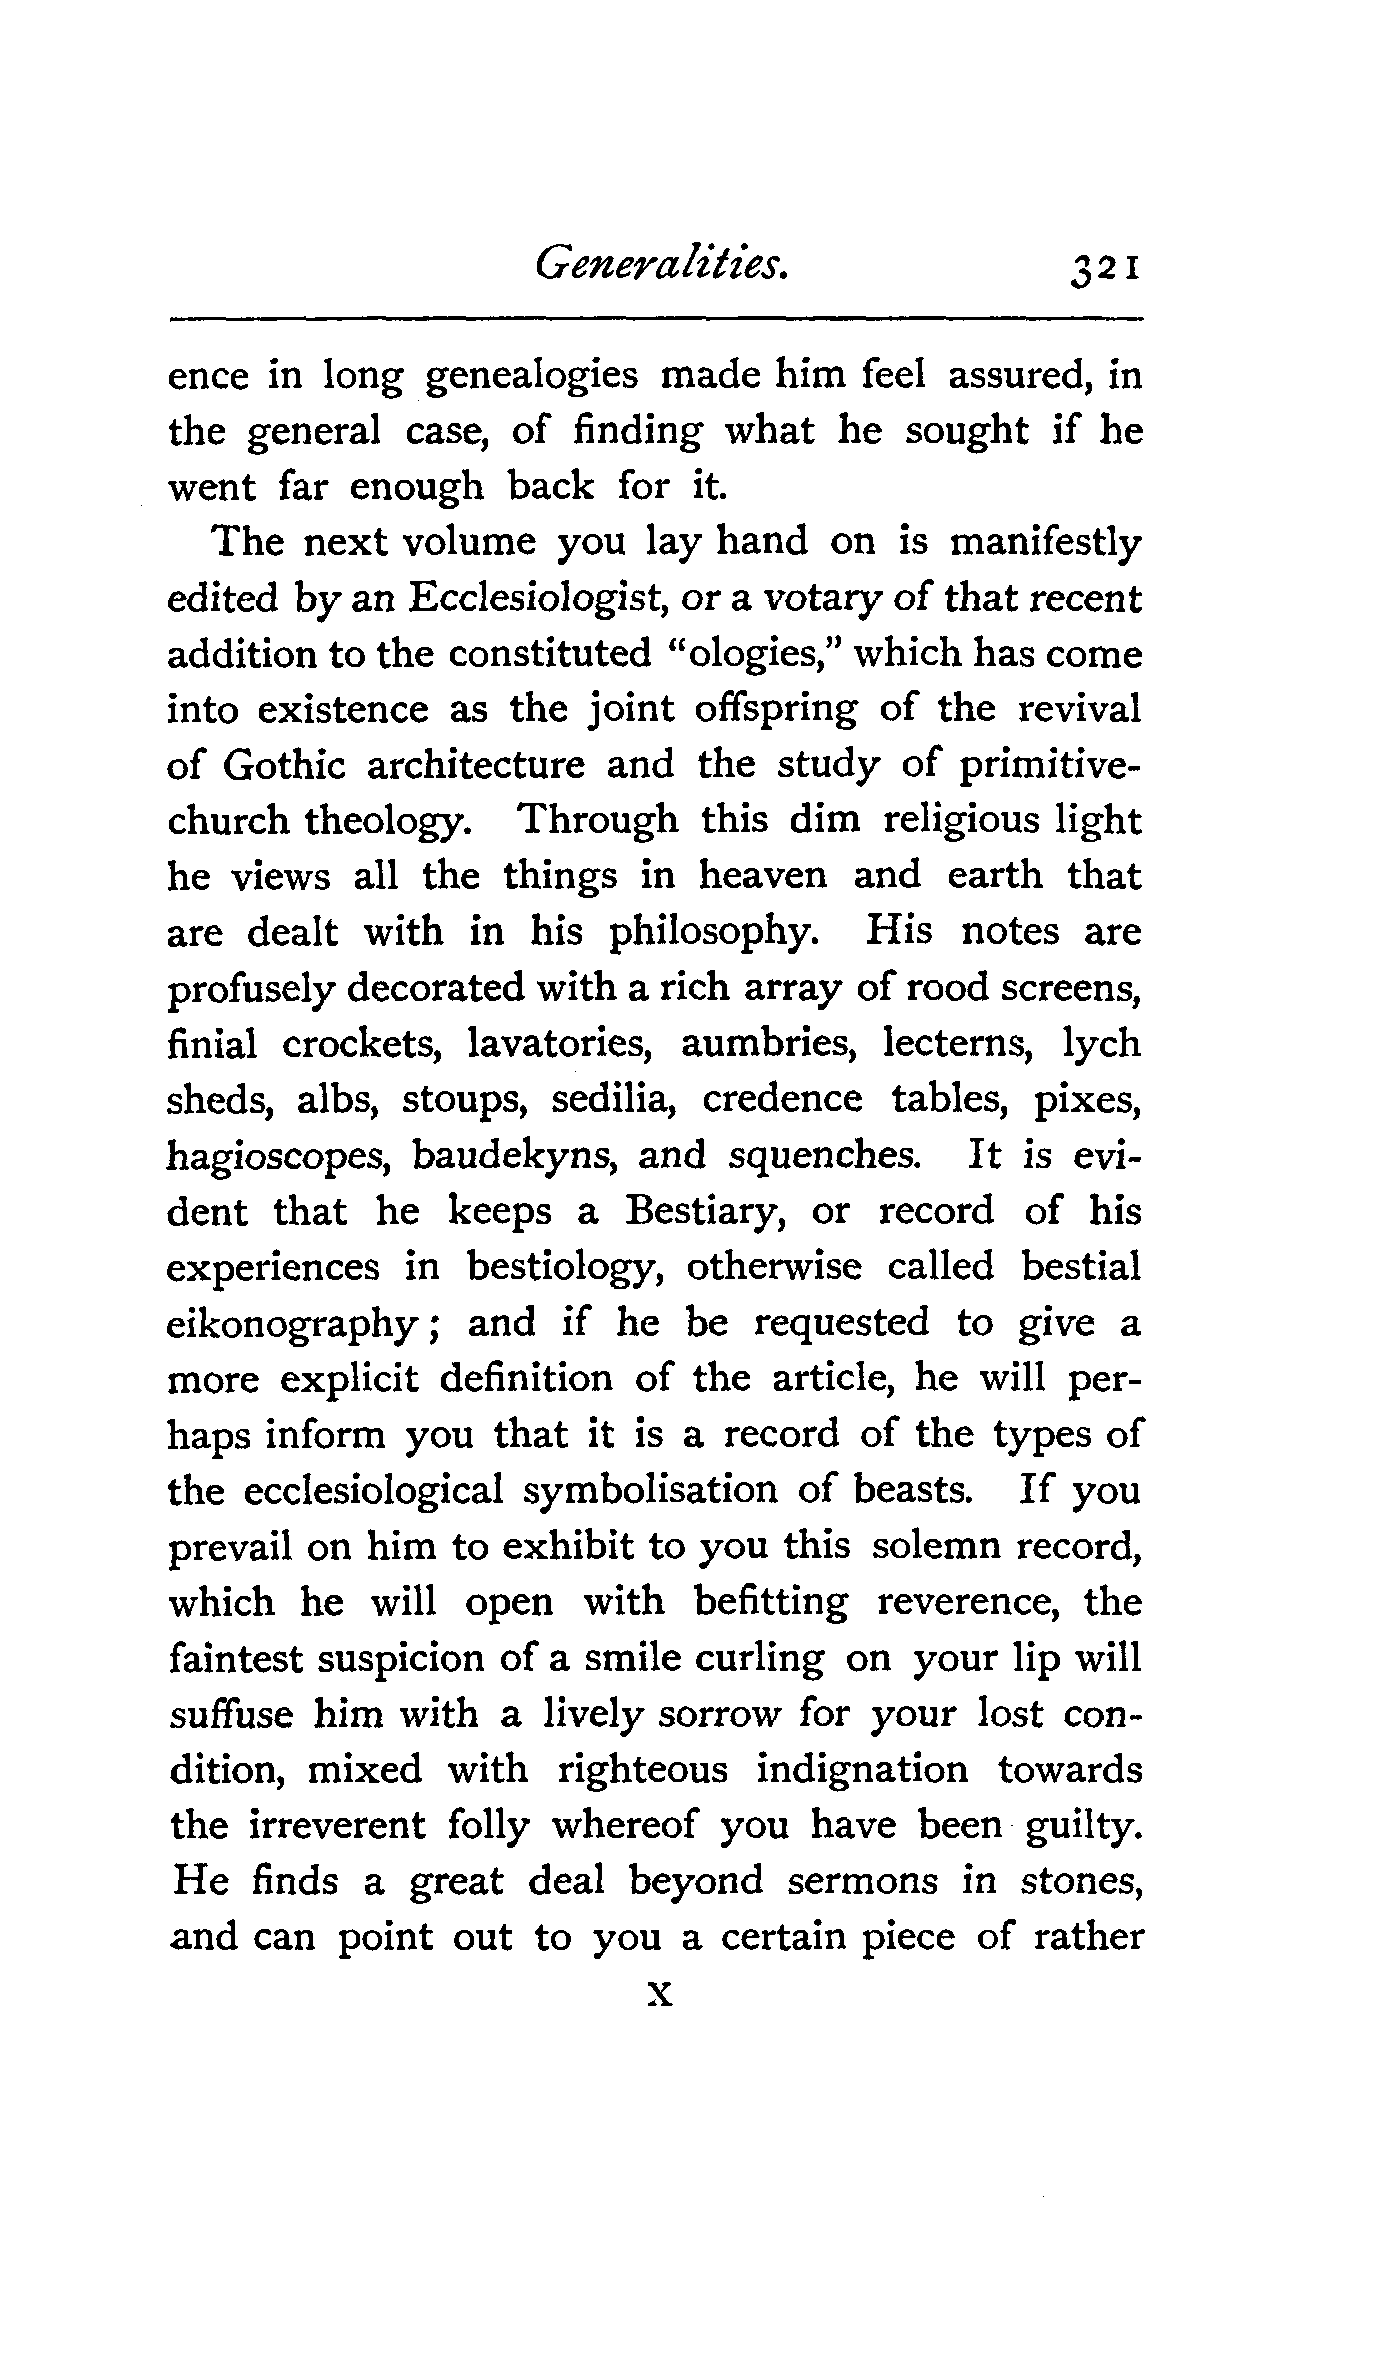 Generalities. 321
ence in long genealogies made him feel assured, in
the general case, of finding what he sought if he
went far enough back for it.
The next volume you lay hand on is manifestly
edited by an Ecclesiologist, or a votary of that recent
addition to the constituted "ologies," which has come
into existence as the joint offspring of the revival
of Gothic architecture and the study of primitive-
church theology. Through this dim religious light
he views all the things in heaven and earth that
are dealt with in his philosophy. His notes are
profusely decorated with a rich array of rood screens,
finial crockets, lavatories, aumbries, lecterns, lych
sheds, albs, stoups, sedilia, credence tables, pixes,
hagioscopes, baudekyns, and squenches. It is evi-
dent that he keeps a Bestiary, or record of his
experiences in bestiology, otherwise called bestial
eikonography; and if he be requested to give a
more explicit definition of the article, he will per-
haps inform you that it is a record of the types of
the ecclesiological symbolisation of beasts. If you
prevail on him to exhibit to you this solemn record,
which he will open with befitting reverence, the
faintest suspicion of a smile curling on your lip will
suffuse him with a lively sorrow for your lost con-
dition, mixed with righteous indignation towards
the irreverent folly whereof you have been guilty.
He finds a great deal beyond sermons in stones,
and can point out to you a certain piece of rather
X